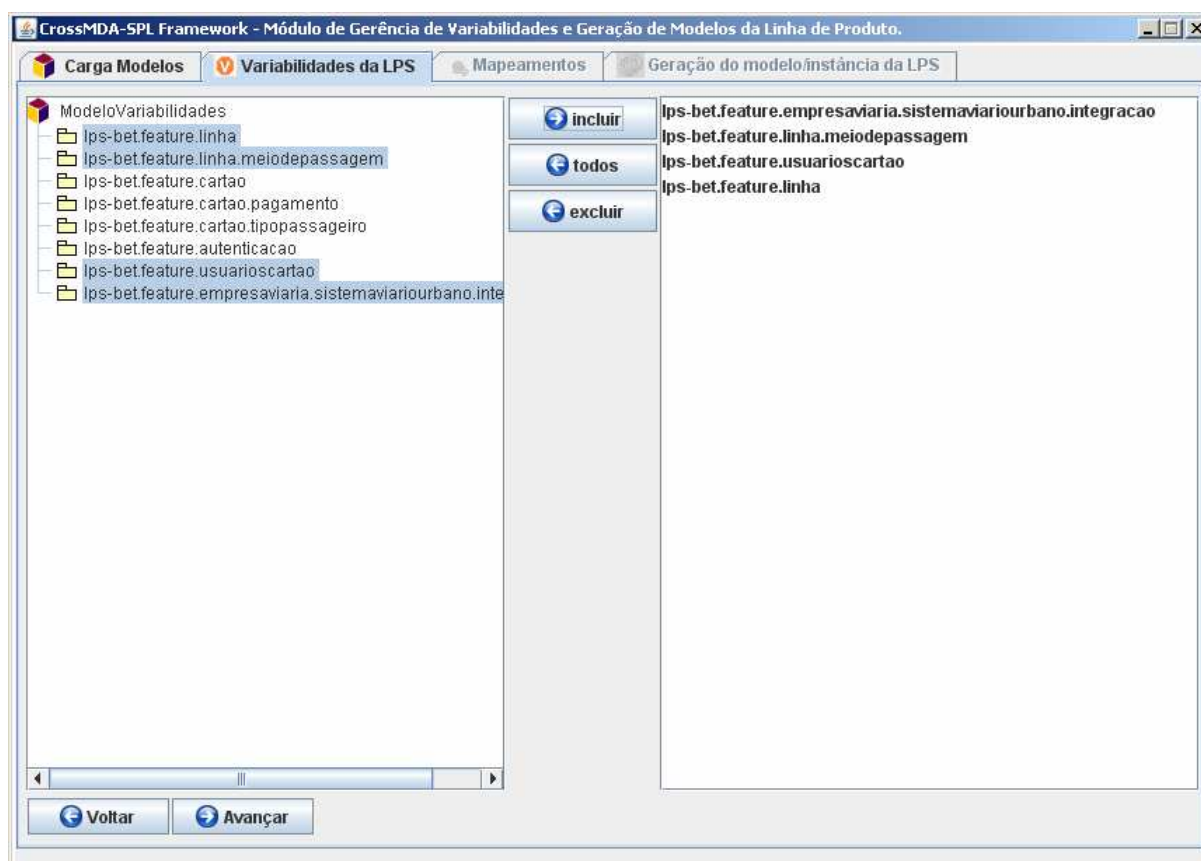 CrossMDA-SPL Framework - Módulo de Gerência de Variabilidades e Geração de Modelos da Linha de Produto.
Carga Modelos
Variabilidades da LPS
Mapeamentos
Geração do modelo/instância da LPS
ModeloVariabilidades
lps-bet.feature.linha
lps-bet.feature.linha.meiodepassagem
lps-bet.feature.cartao
lps-bet.feature.cartao.pagamento
lps-bet.feature.cartao.tipopassageiro
lps-bet.feature.autenticacao
lps-bet.feature.usuarioscartao
lps-bet.feature.empresaviaria.sistemaviariourbano.inte
incluir
todos
excluir
lps-bet.feature.empresaviaria.sistemaviariourbano.integracao
lps-bet.feature.linha.meiodepassagem
lps-bet.feature.usuarioscartao
lps-bet.feature.linha
Voltar
Avançar